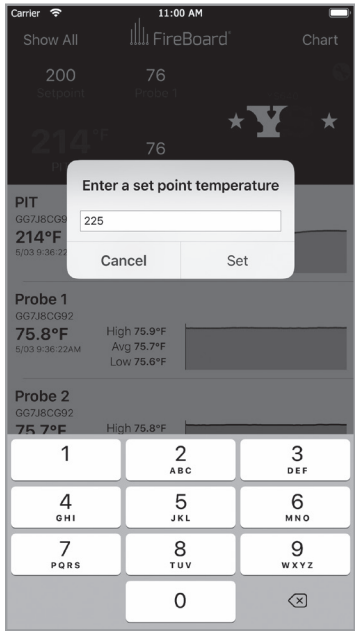 Carrier 11:00 AM
Show All FireBoard Chart
200 76
Setpoint Probe 1
214°F 76
Enter a set point temperature
225
Cancel Set
PIT
GG7J8CG9
214°F
5/03 9:36:22
Probe 1
GG7J8CG92
75.8°F High 75.9°F
5/03 9:36:22AM Avg 75.7°F
Low 75.6°F
Probe 2
GG7J8CG92
75.7°F High 75.8°F
1 2 3
ABC DEF
4 5 6
GHI JKL MNO
7 8 9
PQRS TUV WXYZ
0